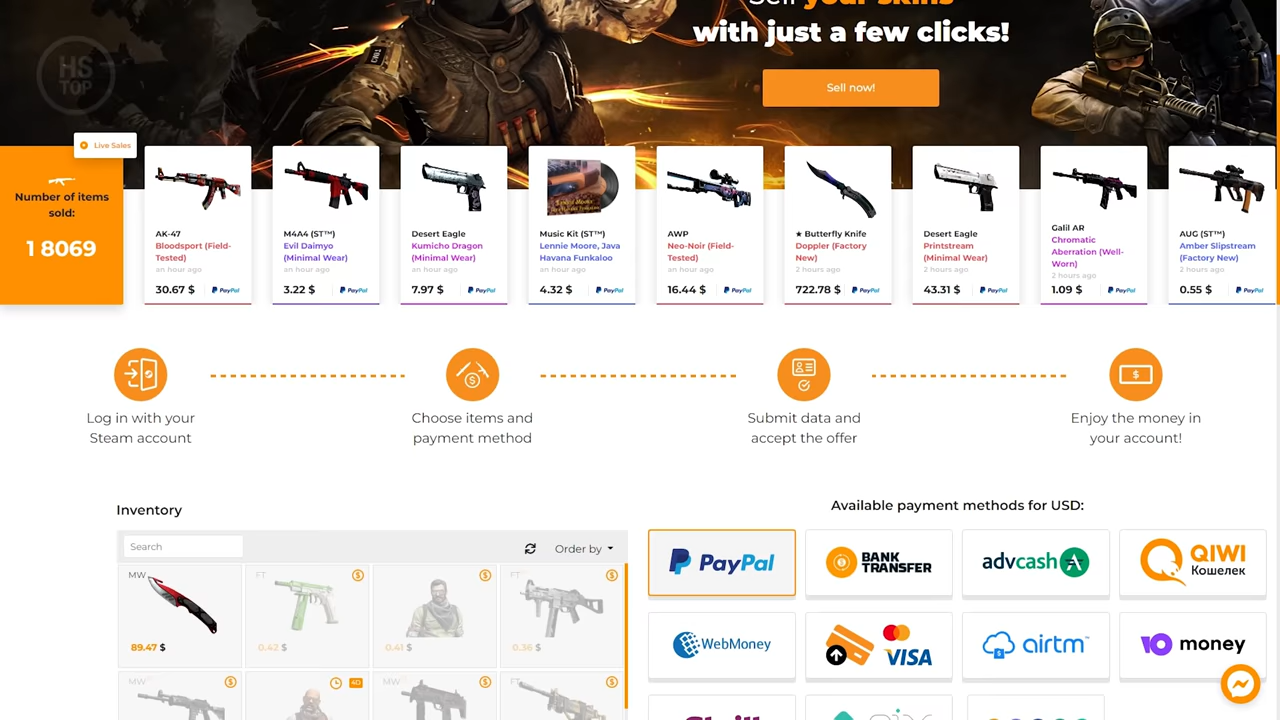 Sell your skins
with just a few clicks!
HS
TOP
Sell now!
Live Sales
Number of items
sold:
1 8069
AK-47
Bloodsport (Field-
Tested)
an hour ago
30.67 $
PayPal
M4A4 (ST™)
Evil Daimyo
(Minimal Wear)
an hour ago
3.22 $
PayPal
Desert Eagle
Kumicho Dragon
(Minimal Wear)
an hour ago
7.97 $
PayPal
Music Kit (ST™)
Lennie Moore, Java
Havana Funkaloo
an hour ago
4.32 $
PayPal
AWP
Neo-Noir (Field-
Tested)
an hour ago
16.44 $
PayPal
★ Butterfly Knife
Doppler (Factory
New)
2 hours ago
722.78 $
PayPal
Desert Eagle
Printstream
(Minimal Wear)
2 hours ago
43.31 $
PayPal
Galil AR
Chromatic
Aberration (Well-
Worn)
2 hours ago
1.09 $
PayPal
AUG (ST™)
Amber Slipstream
(Factory New)
2 hours ago
0.55 $
PayPal
Log in with your
Steam account
Choose items and
payment method
Submit data and
accept the offer
Enjoy the money in
your account!
Inventory
Search
Order by
MW
89.47 $
FT
0.42 $
0.41 $
FT
0.36 $
MW
4D
MW
FT
Available payment methods for USD:
PayPal
BANK
TRANSFER
advcash
QIWI
Кошелек
WebMoney
VISA
airtm™
IO money
Skrill
pix